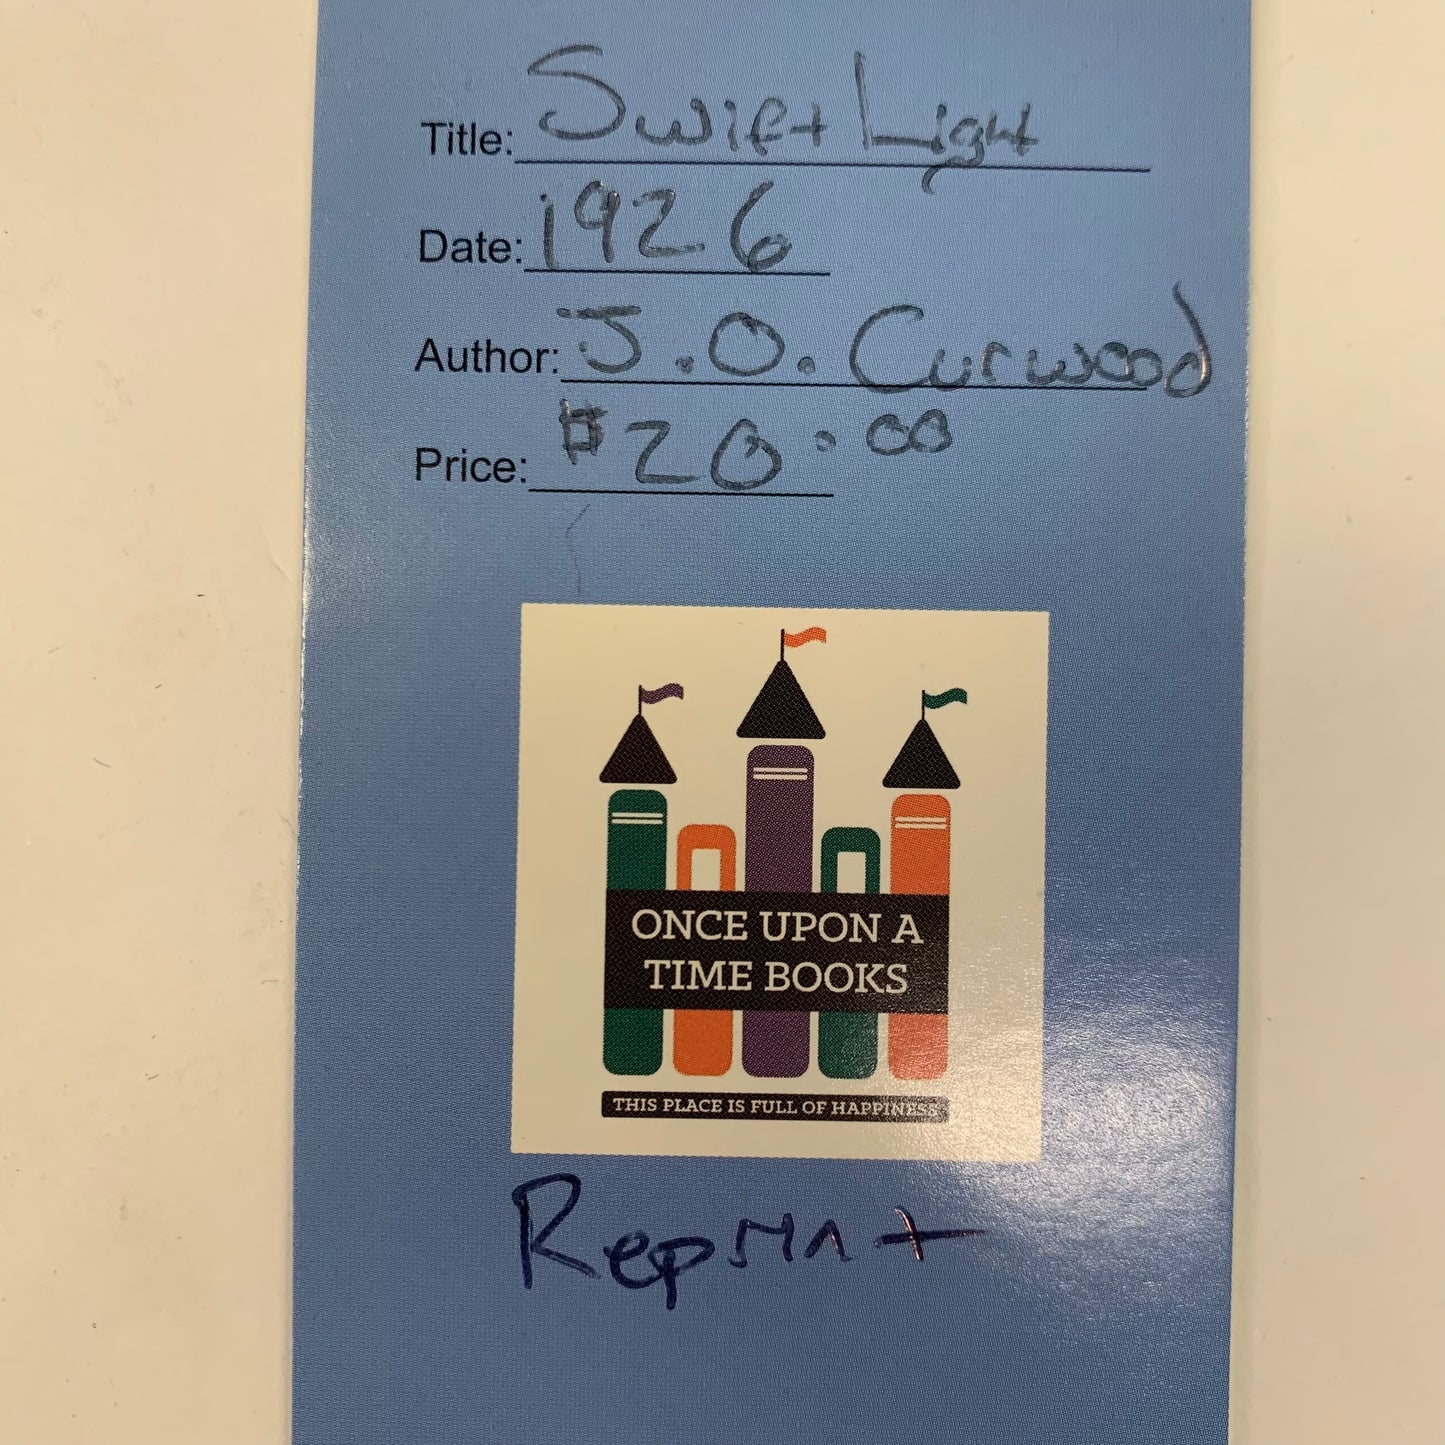 Title: Swift Light
Date: 1926
Author: J.O. Curwood
Price: $20.00
ONCE UPON A
TIME BOOKS
THIS PLACE IS FULL OF HAPPINESS
Reprint